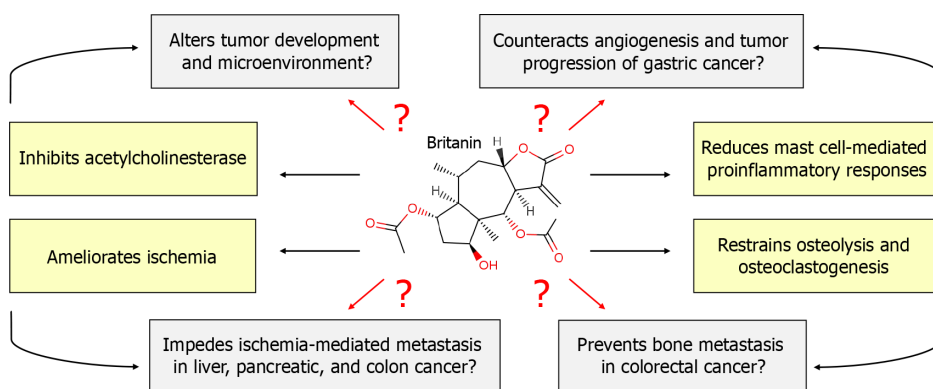 Alters tumor development
and microenvironment?
Counteracts angiogenesis and tumor
progression of gastric cancer?
?
?
Britanin
H
O
O
Inhibits acetylcholinesterase
Reduces mast cell-mediated
proinflammatory responses
H
H
O
O
O
O
OH
Ameliorates ischemia
Restrains osteolysis and
osteoclastogenesis
?
?
Impedes ischemia-mediated metastasis
in liver, pancreatic, and colon cancer?
Prevents bone metastasis
in colorectal cancer?